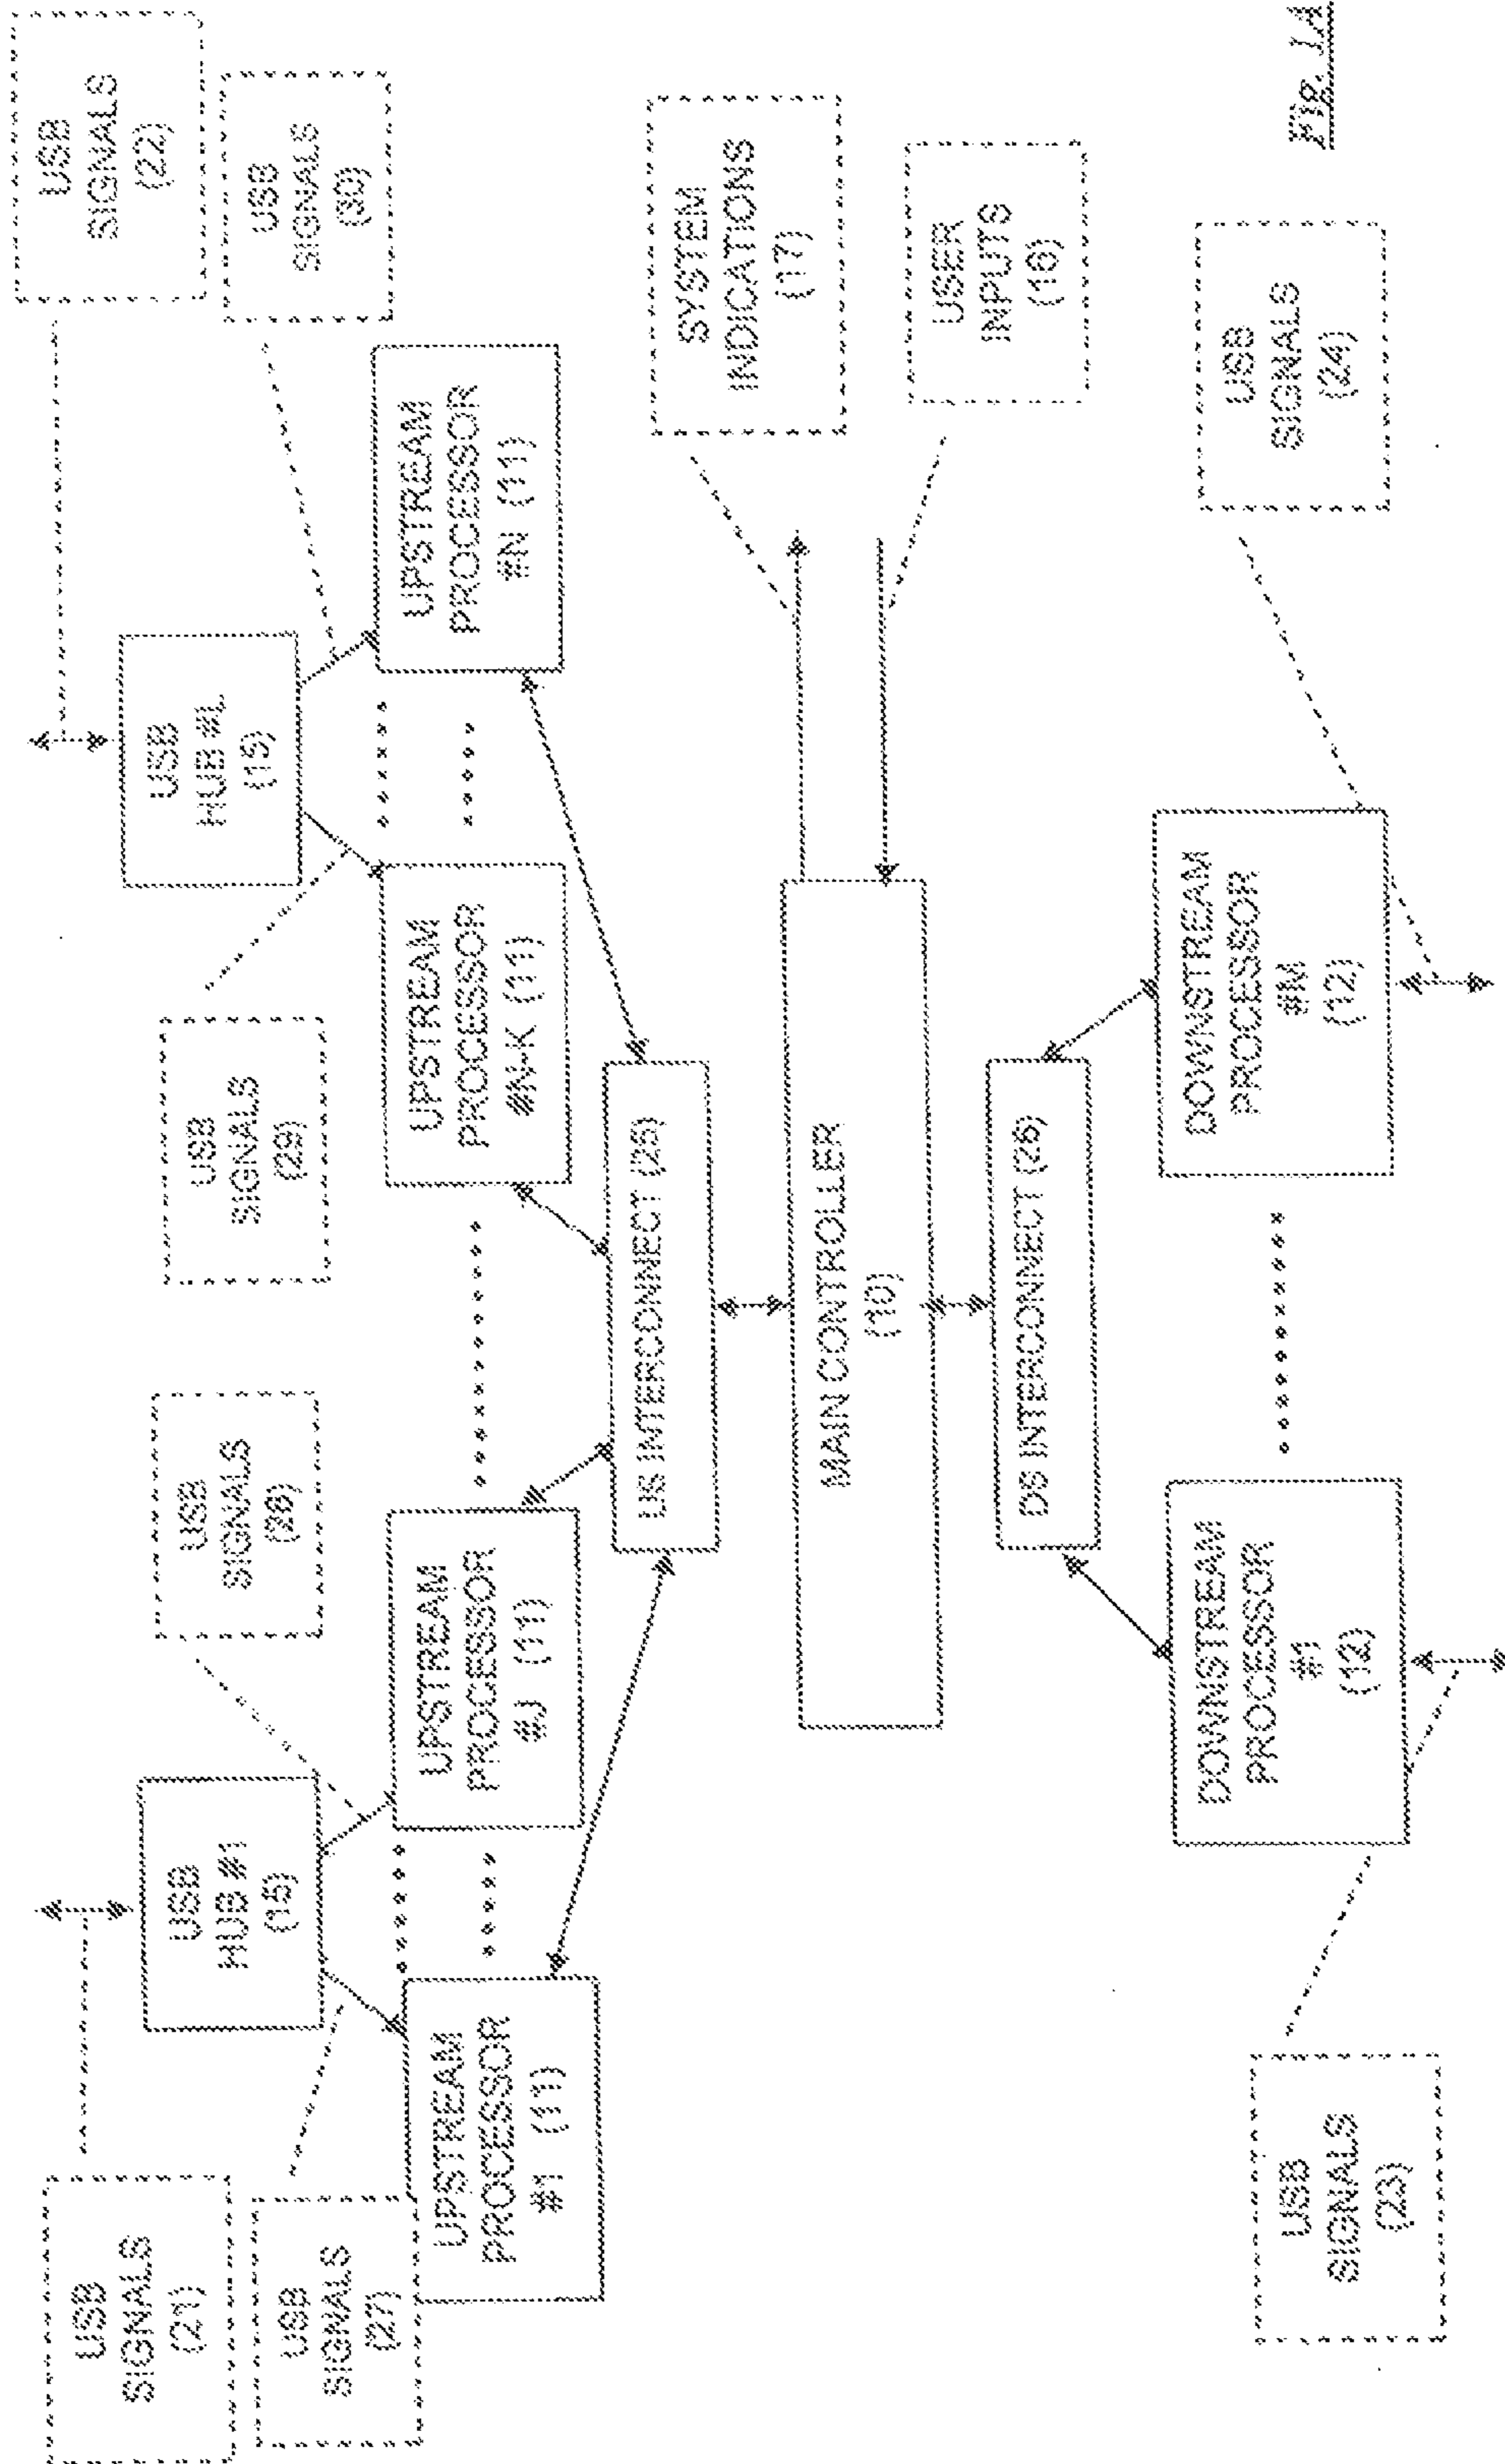 USB
SIGNALS
(21)
USB
SIGNALS
(27)
USB
HUB #1
(15)
USB
SIGNALS
(28)
USB
SIGNALS
(29)
USB
HUB #L
(15)
USB
SIGNALS
(22)
USB
SIGNALS
(30)
UPSTREAM
PROCESSOR
#1 (11)
UPSTREAM
PROCESSOR
#J (11)
UPSTREAM
PROCESSOR
#N-K (11)
UPSTREAM
PROCESSOR
#N (11)
US INTERCONNECT (25)
MAIN CONTROLLER
(10)
SYSTEM
INDICATIONS
(17)
USER
INPUTS
(16)
DS INTERCONNECT (26)
DOWNSTREAM
PROCESSOR
#1
(12)
DOWNSTREAM
PROCESSOR
#M
(12)
USB
SIGNALS
(23)
USB
SIGNALS
(24)
Fig. 1A